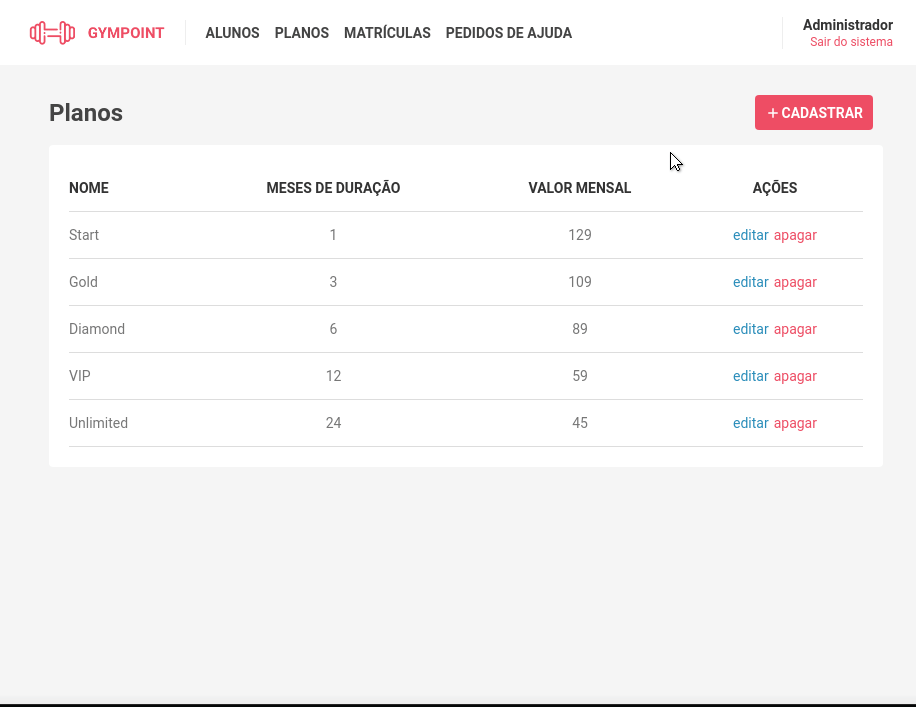 GYMPOINT ALUNOS PLANOS MATRÍCULAS PEDIDOS DE AJUDA Administrador
Sair do sistema
Planos + CADASTRAR
NOME MESES DE DURAÇÃO VALOR MENSAL AÇÕES
Start 1 129 editar apagar
Gold 3 109 editar apagar
Diamond 6 89 editar apagar
VIP 12 59 editar apagar
Unlimited 24 45 editar apagar